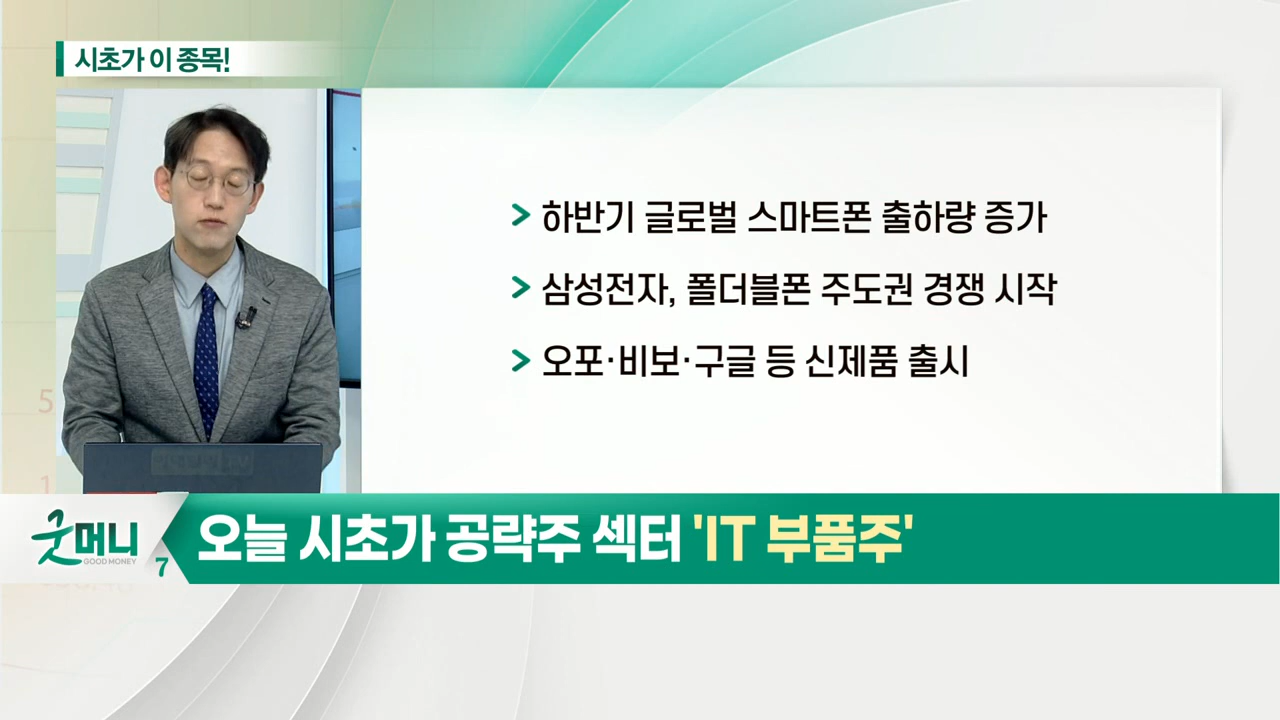 시초가 이 종목!
> 하반기 글로벌 스마트폰 출하량 증가
> 삼성전자, 폴더블폰 주도권 경쟁 시작
> 오포·비보·구글 등 신제품 출시
5
1
굿머니
GOOD MONEY
7
오늘 시초가 공략주 섹터 'IT 부품주'